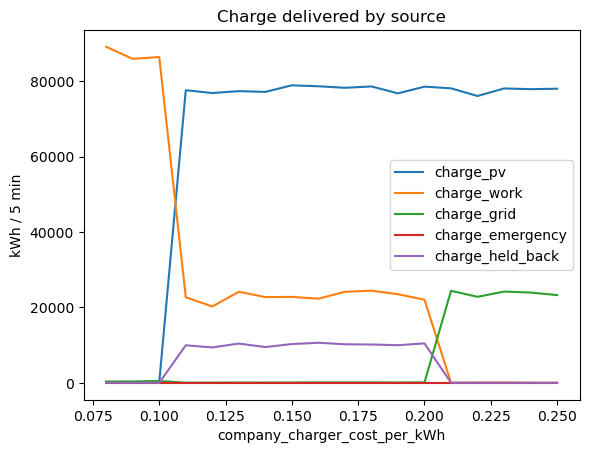 Charge delivered by source
kWh / 5 min
80000
60000
40000
20000
0
charge_pv
charge_work
charge_grid
charge_emergency
charge_held_back
0.075 0.100 0.125 0.150 0.175 0.200 0.225 0.250
company_charger_cost_per_kWh